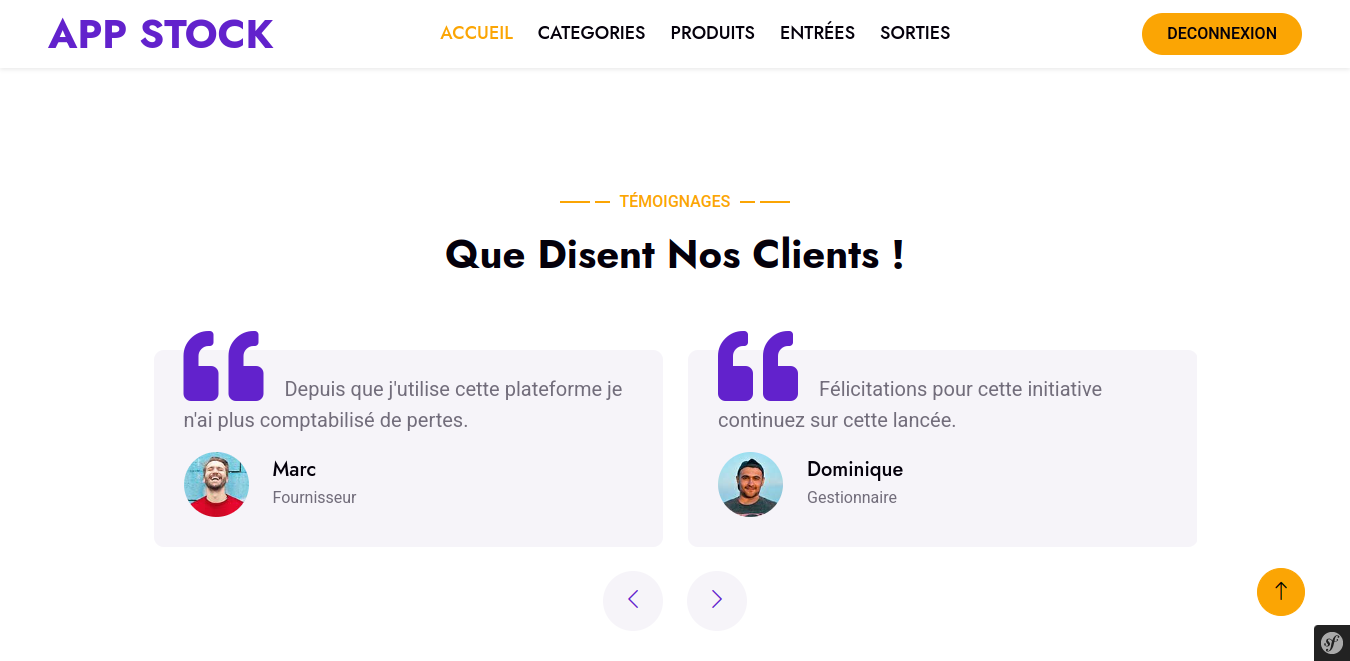 APP STOCK
ACCUEIL CATEGORIES PRODUITS ENTRÉES SORTIES
DECONNEXION
TÉMOIGNAGES
Que Disent Nos Clients !
Depuis que j'utilise cette plateforme je
n'ai plus comptabilisé de pertes.
Marc
Fournisseur
Félicitations pour cette initiative
continuez sur cette lancée.
Dominique
Gestionnaire
sf